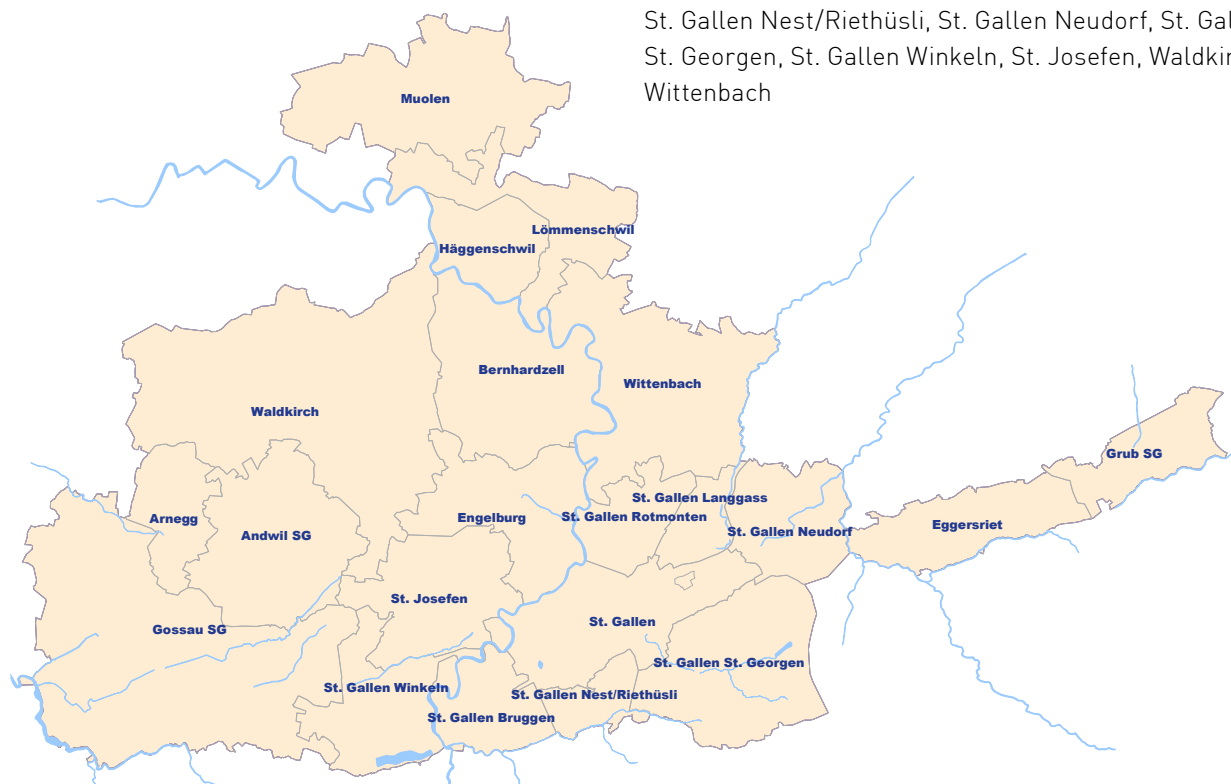 St. Gallen Nest/Riethüsli, St. Gallen Neudorf, St.
St. Georgen, St. Gallen Winkeln, St. Josefen,
Wittenbach
Muolen
Lömmenschwil
Häggenschwil
Bernhardzell
Wittenbach
Waldkirch
Grub SG
St. Gallen Langgass
Arnegg
Engelburg
St. Gallen Rotmonten
Eggersriet
Andwil SG
St. Gallen Neudorf
St. Josefen
Gossau SG
St. Gallen
St. Gallen St. Georgen
St. Gallen Winkeln
St. Gallen Nest/Riethüsli
St. Gallen Bruggen